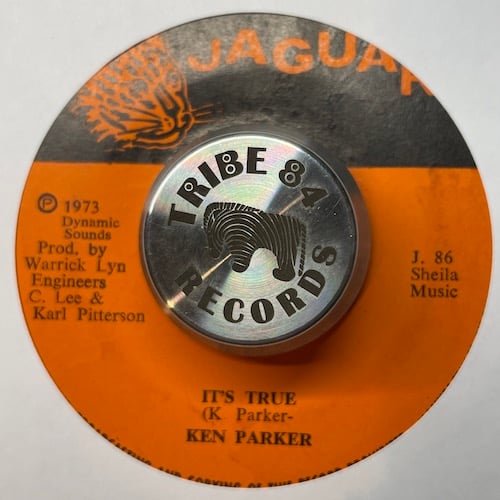 JAGUAR
TRIBE 84
RECORDS
℗ 1973
Dynamic
Sounds
Prod. by
Warrick Lyn
Engineers
C. Lee &
Karl Pitterson
J. 86
Sheila
Music
IT'S TRUE
(K. Parker-
KEN PARKER